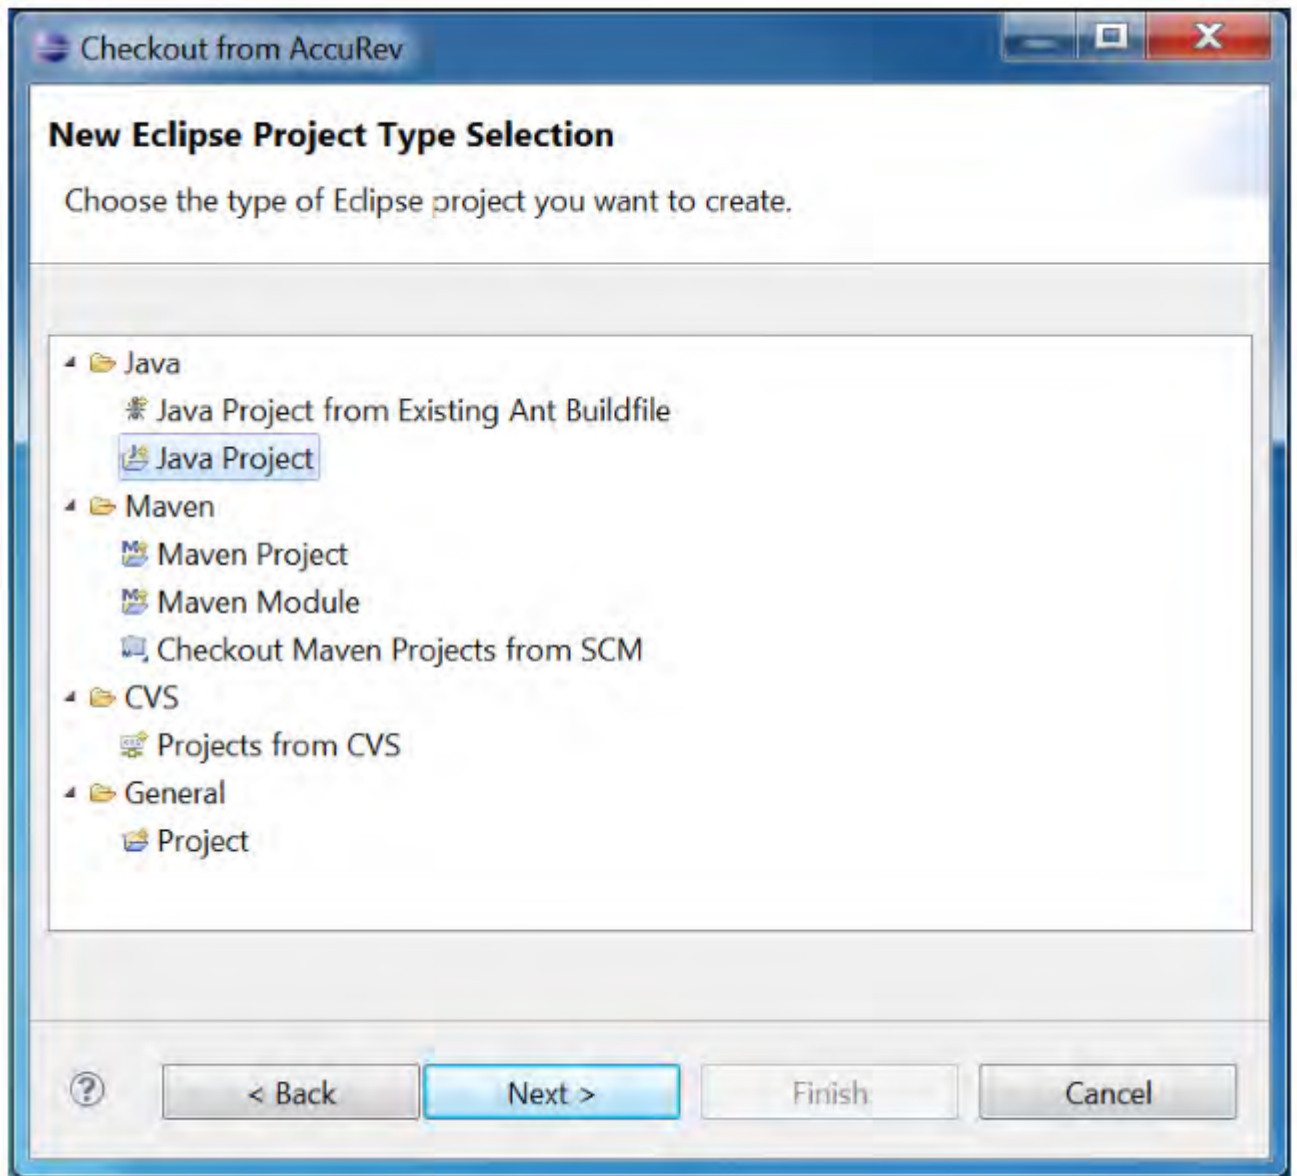 Checkout from AccuRev
New Eclipse Project Type Selection
Choose the type of Eclipse project you want to create.
Java
Java Project from Existing Ant Buildfile
Java Project
Maven
Maven Project
Maven Module
Checkout Maven Projects from SCM
CVS
Projects from CVS
General
Project
? < Back Next > Finish Cancel